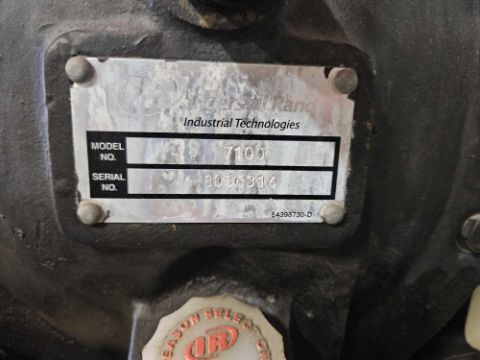 Ingersoll Rand
Industrial Technologies
MODEL NO. 7100
SERIAL NO.
54398730-D
IR